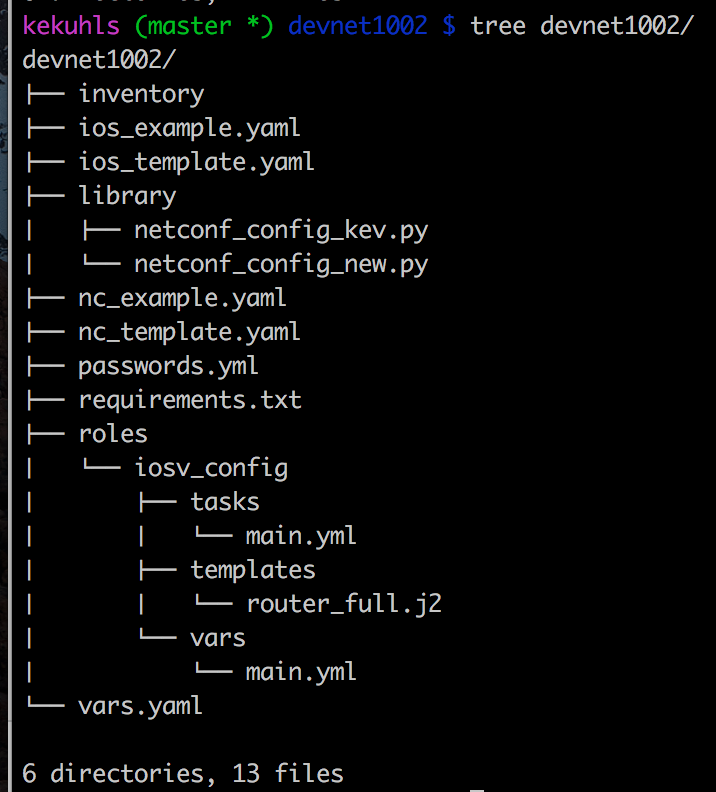 kekuhls (master *) devnet1002 $ tree devnet1002/
devnet1002/
├── inventory
├── ios_example.yaml
├── ios_template.yaml
├── library
│   ├── netconf_config_kev.py
│   └── netconf_config_new.py
├── nc_example.yaml
├── nc_template.yaml
├── passwords.yml
├── requirements.txt
├── roles
│   └── iosv_config
│       ├── tasks
│       │   └── main.yml
│       ├── templates
│       │   └── router_full.j2
│       └── vars
│           └── main.yml
└── vars.yaml
6 directories, 13 files